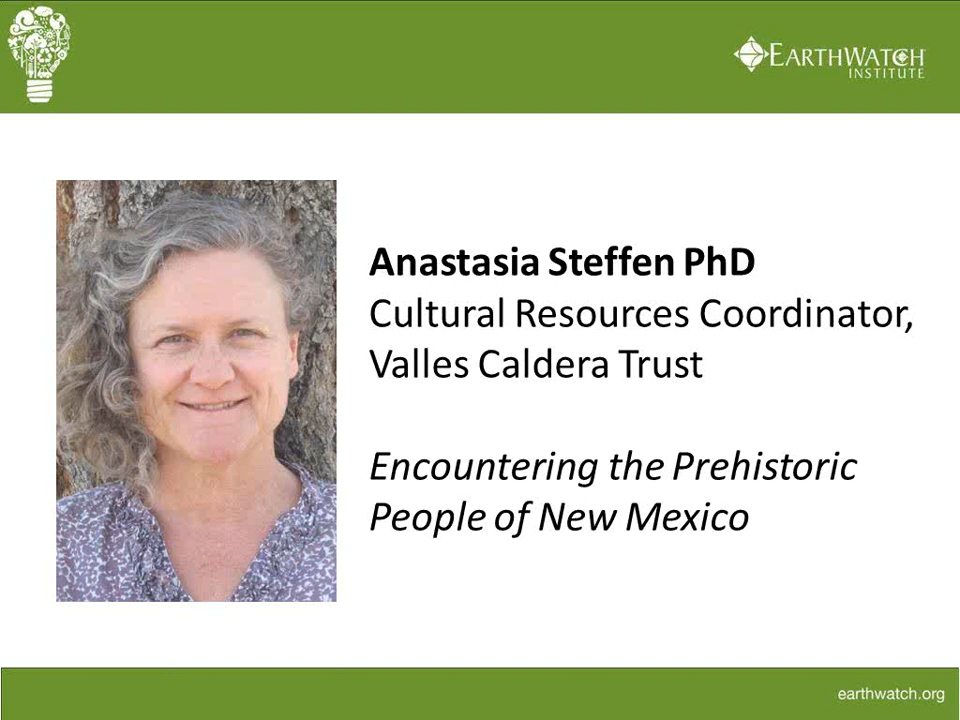 EARTHWATCH
INSTITUTE
Anastasia Steffen PhD
Cultural Resources Coordinator,
Valles Caldera Trust
Encountering the Prehistoric
People of New Mexico
earthwatch.org